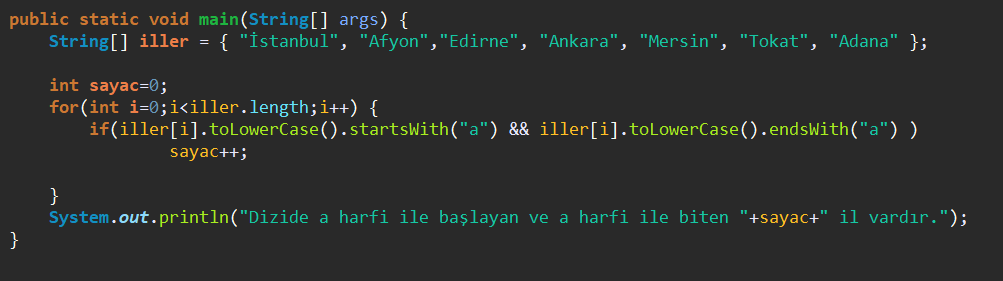 public static void main(String[] args) {
    String[] iller = { "İstanbul", "Afyon","Edirne", "Ankara", "Mersin", "Tokat", "Adana" };
    int sayac=0;
    for(int i=0;i<iller.length;i++) {
        if(iller[i].toLowerCase().startsWith("a") && iller[i].toLowerCase().endsWith("a") )
                sayac++;
    }
    System.out.println("Dizide a harfi ile başlayan ve a harfi ile biten "+sayac+" il vardır.");
}